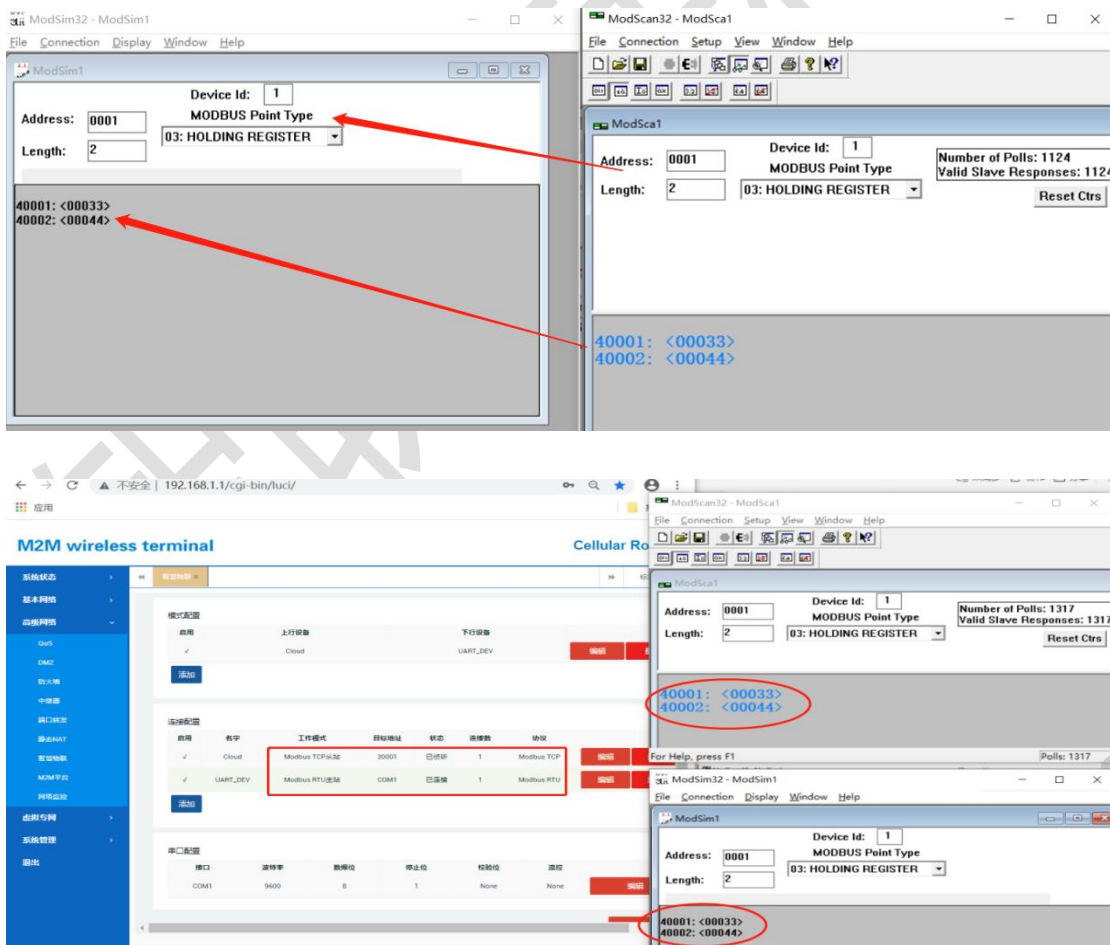 ModSim32 - ModSim1
File Connection Display Window Help
ModSim1
Device Id: 1
Address: 0001
MODBUS Point Type
Length: 2
03: HOLDING REGISTER
40001: <00033>
40002: <00044>
ModScan32 - ModSca1
File Connection Setup View Window Help
ModSca1
Device Id: 1
Address: 0001
MODBUS Point Type
Length: 2
03: HOLDING REGISTER
Number of Polls: 1124
Valid Slave Responses: 1124
Reset Ctrs
40001: <00033>
40002: <00044>
不安全 | 192.168.1.1/cgi-bin/luci/
应用
M2M wireless terminal
Cellular Ro
系统状态
基本网络
高级网络
QoS
DMZ
防火墙
端口转发
静态NAT
智慧物联
M2M平台
网络监控
虚拟专网
系统管理
退出
智慧物联
模式配置
启用 上行设备 下行设备
√ Cloud UART_DEV 编辑
添加
连接配置
启用 名字 工作模式 目标地址 状态 连接数 协议
√ Cloud Modbus TCP从站 30001 已侦听 1 Modbus TCP 编辑
√ UART_DEV Modbus RTU主站 COM1 已连接 1 Modbus RTU 编辑
添加
串口配置
接口 波特率 数据位 停止位 校验位 流控
COM1 9600 8 1 None None 编辑
ModScan32 - ModSca1
File Connection Setup View Window Help
ModSca1
Device Id: 1
Address: 0001
MODBUS Point Type
Length: 2
03: HOLDING REGISTER
Number of Polls: 1317
Valid Slave Responses: 1317
Reset Ctrs
40001: <00033>
40002: <00044>
For Help, press F1
Polls: 1317
ModSim32 - ModSim1
File Connection Display Window Help
ModSim1
Device Id: 1
Address: 0001
MODBUS Point Type
Length: 2
03: HOLDING REGISTER
40001: <00033>
40002: <00044>